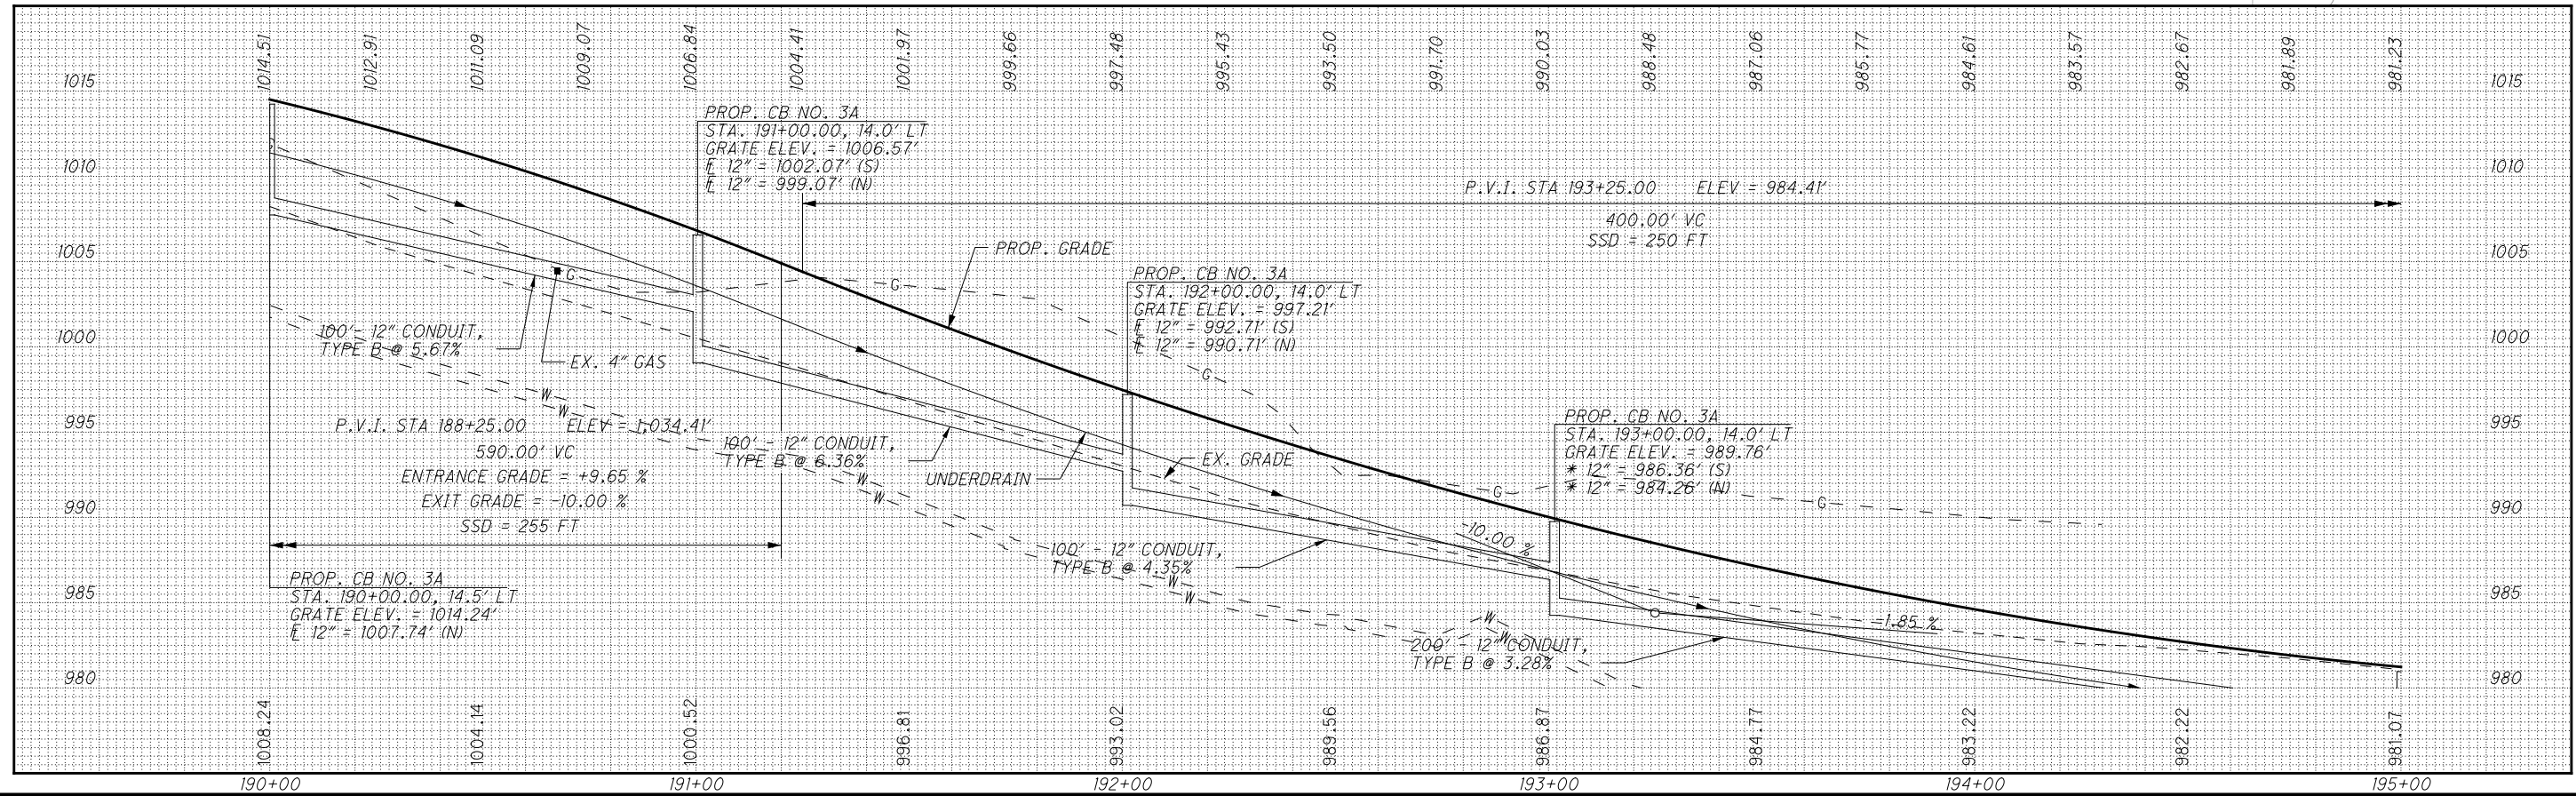 1014.51 1012.91 1011.09 1009.07 1006.84 1004.41 1001.97 999.66 997.48 995.43 993.50 991.70 990.03 988.48 987.06 985.77 984.61 983.57 982.67 981.89 981.23
1015 1015
PROP. CB NO. 3A
STA. 191+00.00, 14.0' LT
GRATE ELEV. = 1006.57'
12" = 1002.07' (S)
12" = 999.07' (N)
1010 1010
P.V.I. STA 193+25.00 ELEV = 984.41'
400.00' VC
SSD = 250 FT
1005 1005
PROP. GRADE
G
G
PROP. CB NO. 3A
STA. 192+00.00, 14.0' LT
GRATE ELEV. = 997.21'
12" = 992.71' (S)
12" = 990.71' (N)
100'- 12" CONDUIT,
TYPE B @ 5.67%
1000 1000
EX. 4" GAS
G
W
W
995 995
P.V.I. STA 188+25.00 ELEV = 1,034.41'
590.00' VC
ENTRANCE GRADE = +9.65 %
EXIT GRADE = -10.00 %
SSD = 255 FT
100' - 12" CONDUIT,
TYPE B @ 6.36%
UNDERDRAIN
EX. GRADE
W
W
PROP. CB NO. 3A
STA. 193+00.00, 14.0' LT
GRATE ELEV. = 989.76'
* 12" = 986.36' (S)
* 12" = 984.26' (N)
G
G
990 990
-10.00 %
100' - 12" CONDUIT,
TYPE B @ 4.35%
W
W
985 985
PROP. CB NO. 3A
STA. 190+00.00, 14.5' LT
GRATE ELEV. = 1014.24'
12" = 1007.74' (N)
W
W
-1.85 %
200' - 12" CONDUIT,
TYPE B @ 3.28%
980 980
1008.24 1004.14 1000.52 996.81 993.02 989.56 986.87 984.77 983.22 982.22 981.07
190+00 191+00 192+00 193+00 194+00 195+00